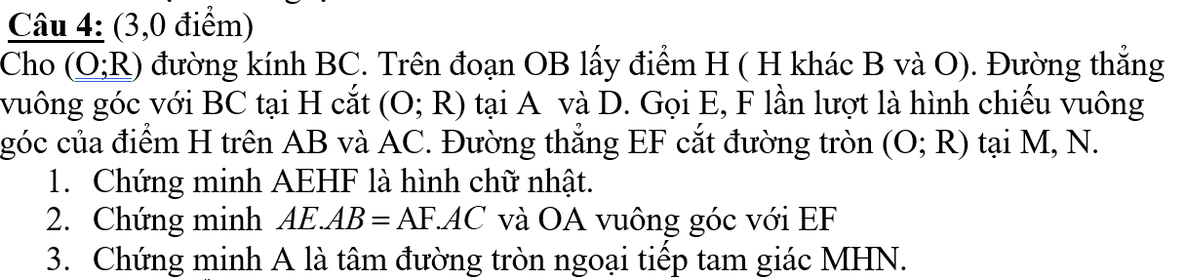 Câu 4: (3,0 điểm)
Cho (O;R) đường kính BC. Trên đoạn OB lấy điểm H ( H khác B và O). Đường thẳng
vuông góc với BC tại H cắt (O; R) tại A và D. Gọi E, F lần lượt là hình chiếu vuông
góc của điểm H trên AB và AC. Đường thẳng EF cắt đường tròn (O; R) tại M, N.
1. Chứng minh AEHF là hình chữ nhật.
2. Chứng minh AE.AB = AF.AC và OA vuông góc với EF
3. Chứng minh A là tâm đường tròn ngoại tiếp tam giác MHN.